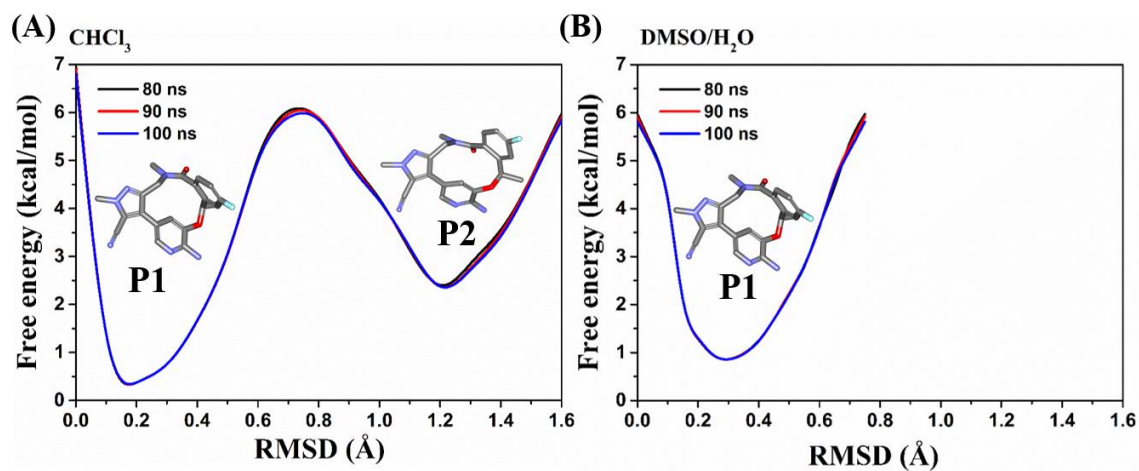 (A) CHCl3
Free energy (kcal/mol)
7
6
5
4
3
2
1
0
80 ns
90 ns
100 ns
P1
P2
0.0 0.2 0.4 0.6 0.8 1.0 1.2 1.4 1.6
RMSD (Å)
(B) DMSO/H2O
Free energy (kcal/mol)
7
6
5
4
3
2
1
0
80 ns
90 ns
100 ns
P1
0.0 0.2 0.4 0.6 0.8 1.0 1.2 1.4 1.6
RMSD (Å)